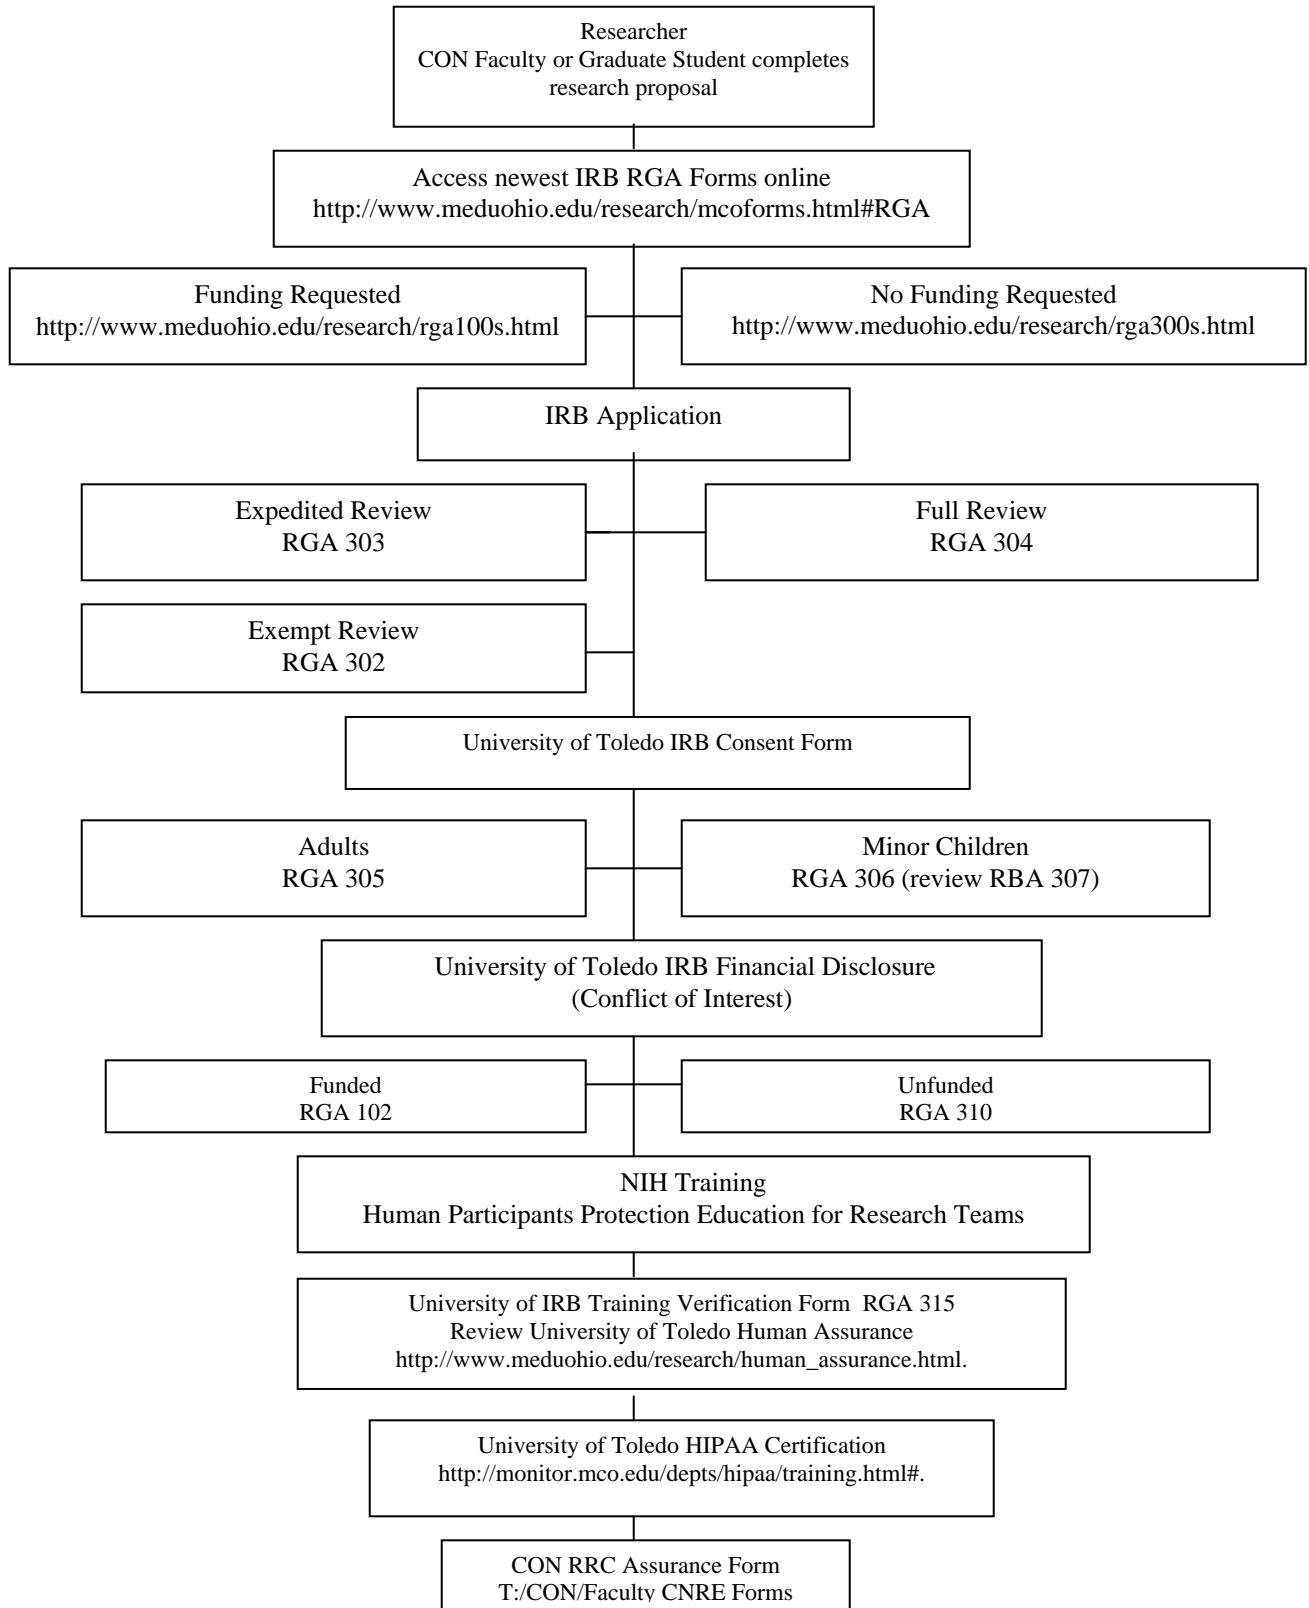 Researcher
CON Faculty or Graduate Student completes
research proposal
Access newest IRB RGA Forms online
http://www.meduohio.edu/research/mcoforms.html#RGA
Funding Requested
http://www.meduohio.edu/research/rga100s.html
No Funding Requested
http://www.meduohio.edu/research/rga300s.html
IRB Application
Expedited Review
RGA 303
Full Review
RGA 304
Exempt Review
RGA 302
University of Toledo IRB Consent Form
Adults
RGA 305
Minor Children
RGA 306 (review RBA 307)
University of Toledo IRB Financial Disclosure
(Conflict of Interest)
Funded
RGA 102
Unfunded
RGA 310
NIH Training
Human Participants Protection Education for Research Teams
University of IRB Training Verification Form RGA 315
Review University of Toledo Human Assurance
http://www.meduohio.edu/research/human_assurance.html.
University of Toledo HIPAA Certification
http://monitor.mco.edu/depts/hipaa/training.html#.
CON RRC Assurance Form
T:/CON/Faculty CNRE Forms